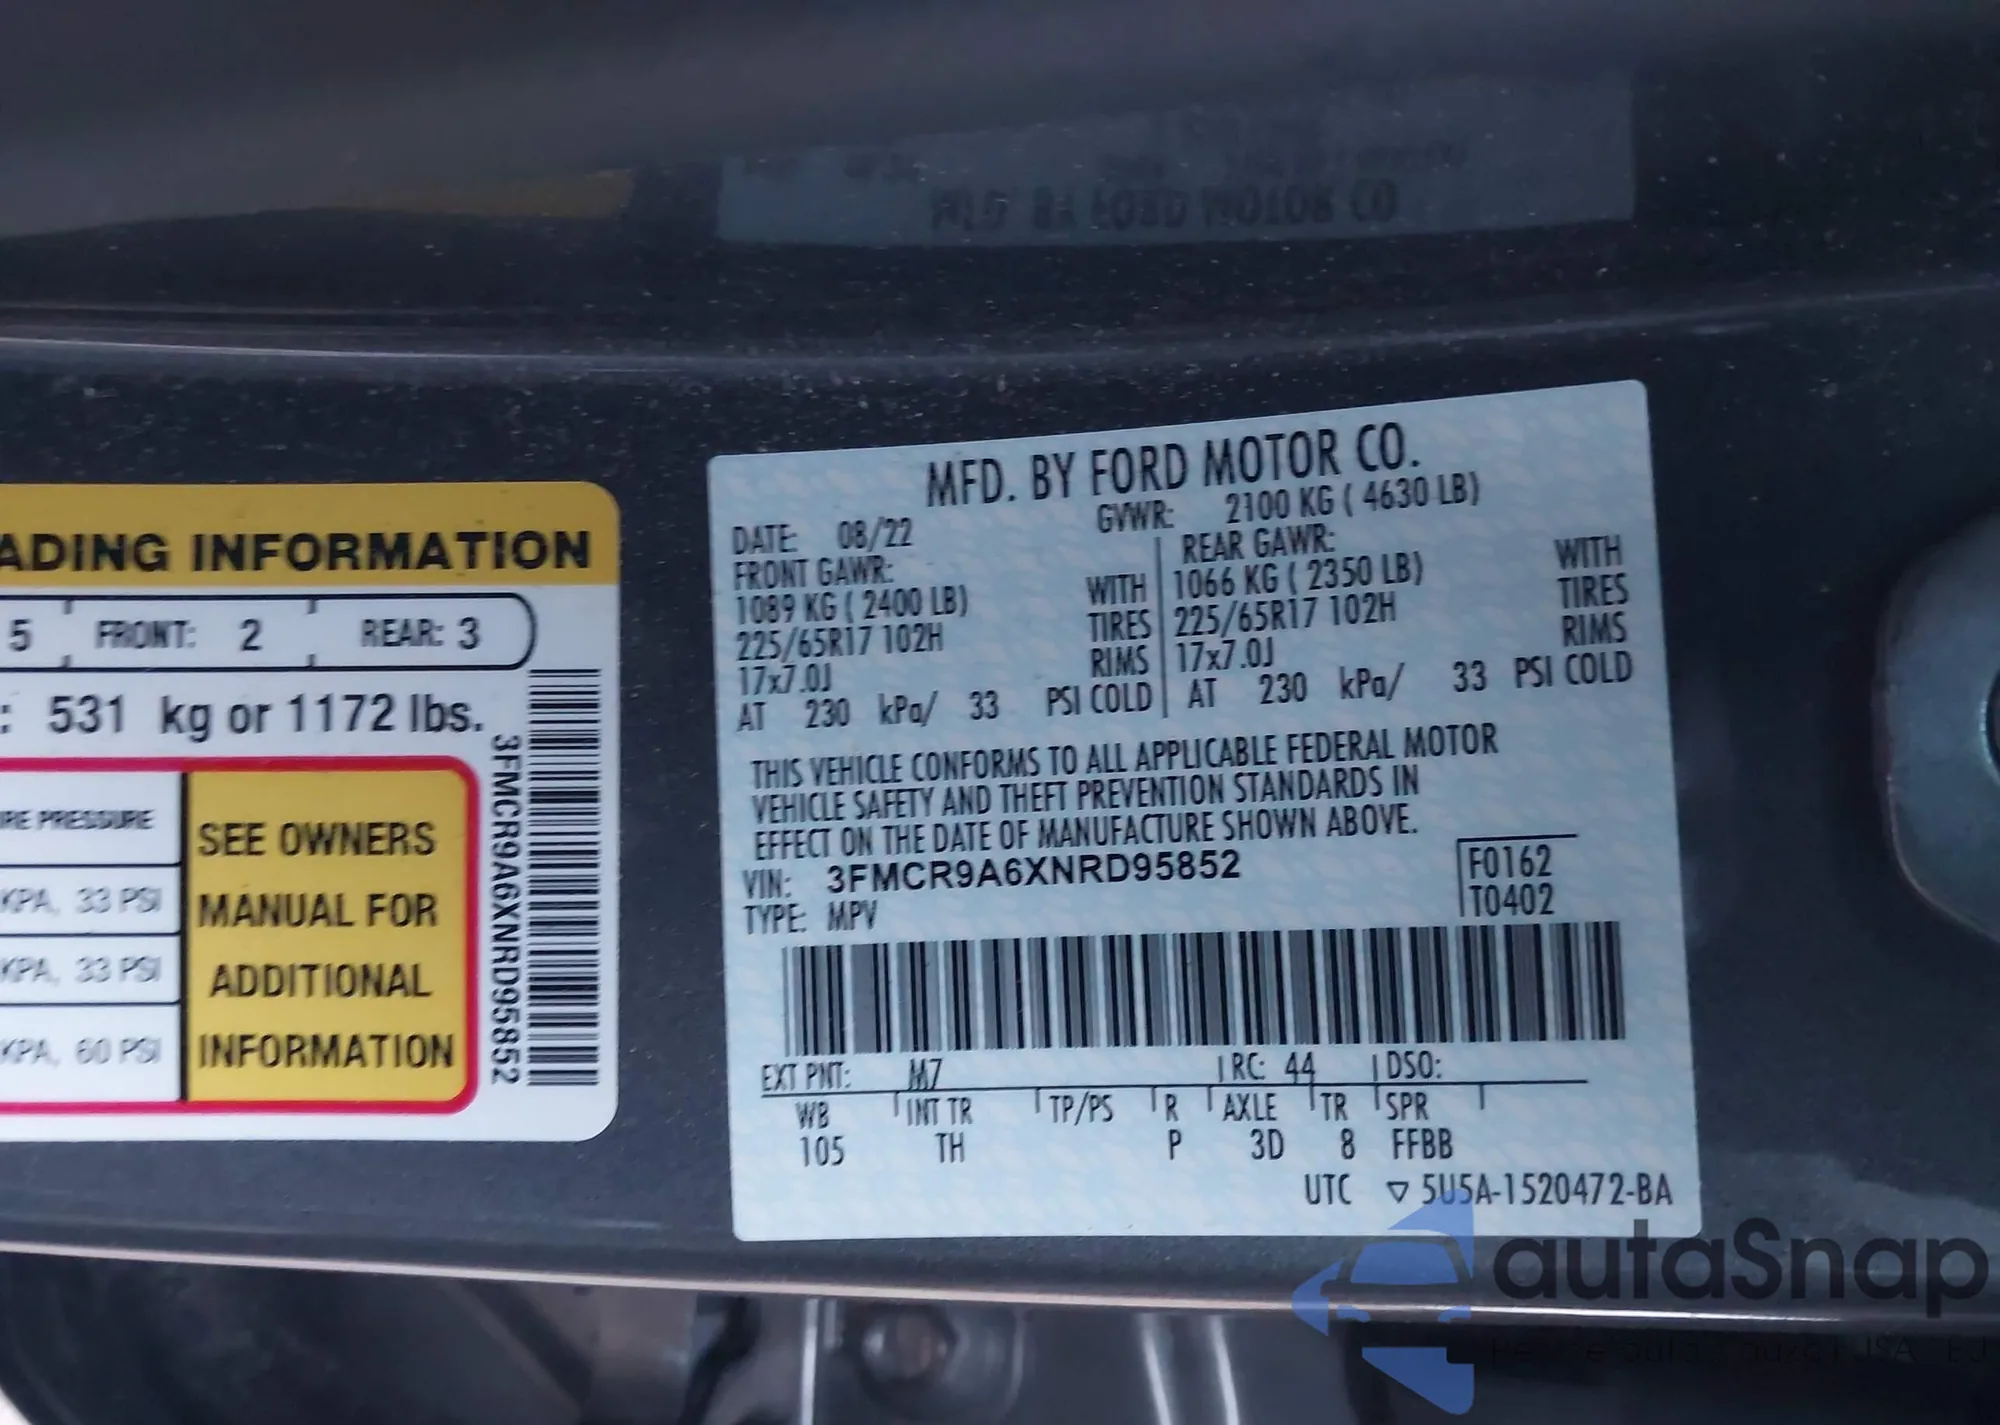 ADING INFORMATION
5 FRONT: 2 REAR: 3
: 531 kg or 1172 lbs.
RE PRESSURE
KPA, 33 PSI
KPA, 33 PSI
KPA, 60 PSI
SEE OWNERS
MANUAL FOR
ADDITIONAL
INFORMATION
3FMCR9A6XNRD95852
MFD. BY FORD MOTOR CO.
DATE: 08/22 GVWR: 2100 KG ( 4630 LB)
FRONT GAWR: REAR GAWR:
1089 KG ( 2400 LB) WITH 1066 KG ( 2350 LB) WITH
225/65R17 102H TIRES 225/65R17 102H TIRES
17x7.0J RIMS 17x7.0J RIMS
AT 230 kPa/ 33 PSI COLD AT 230 kPa/ 33 PSI COLD
THIS VEHICLE CONFORMS TO ALL APPLICABLE FEDERAL MOTOR
VEHICLE SAFETY AND THEFT PREVENTION STANDARDS IN
EFFECT ON THE DATE OF MANUFACTURE SHOWN ABOVE.
VIN: 3FMCR9A6XNRD95852 F0162
TYPE: MPV T0402
EXT PNT: M7 RC: 44 DSO:
WB INT TR TP/PS R AXLE TR SPR
105 TH P 3D 8 FFBB
UTC ▽ 5U5A-1520472-BA
autaSnap